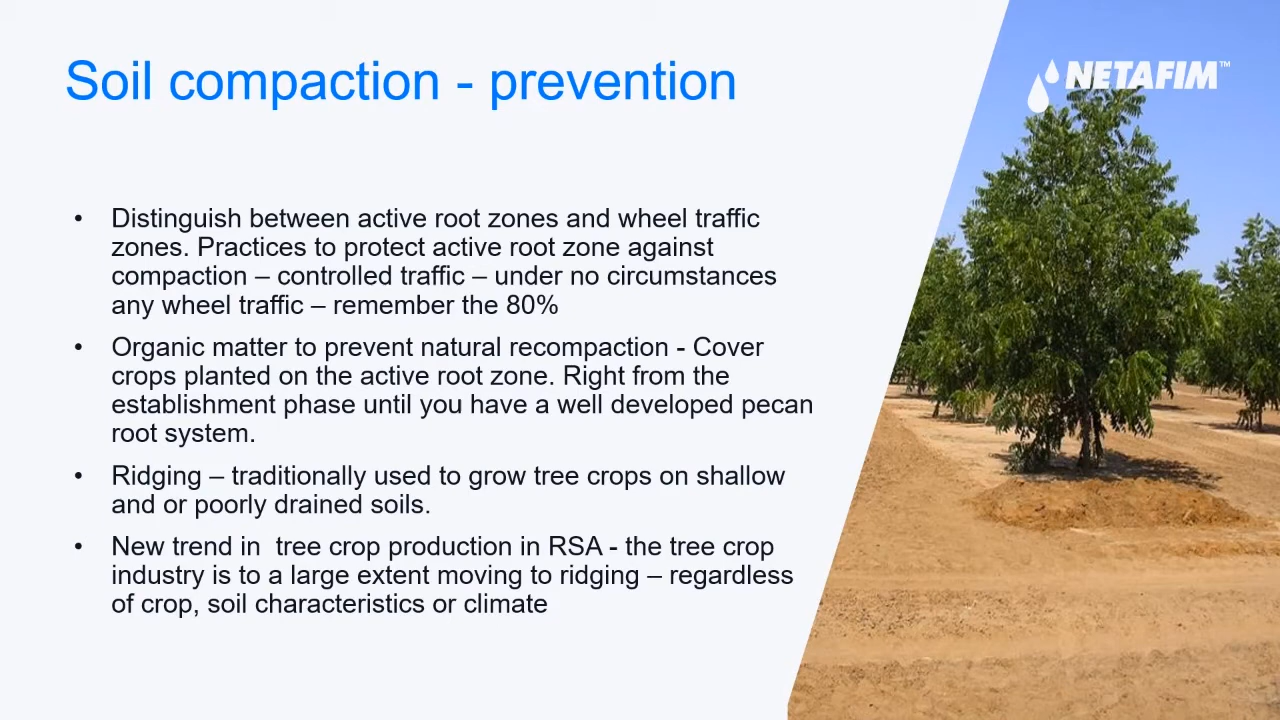 Soil compaction - prevention
NETAFIM™
• Distinguish between active root zones and wheel traffic
zones. Practices to protect active root zone against
compaction – controlled traffic – under no circumstances
any wheel traffic – remember the 80%
• Organic matter to prevent natural recompaction - Cover
crops planted on the active root zone. Right from the
establishment phase until you have a well developed pecan
root system.
• Ridging – traditionally used to grow tree crops on shallow
and or poorly drained soils.
• New trend in  tree crop production in RSA - the tree crop
industry is to a large extent moving to ridging – regardless
of crop, soil characteristics or climate